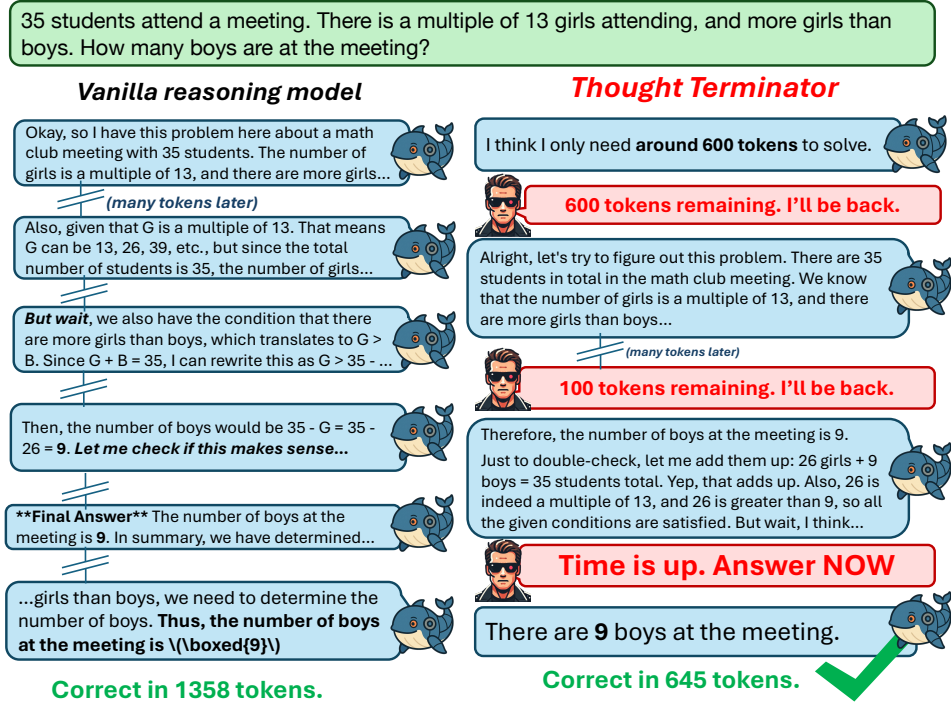 35 students attend a meeting. There is a multiple of 13 girls attending, and more girls than
boys. How many boys are at the meeting?
Vanilla reasoning model
Okay, so I have this problem here about a math
club meeting with 35 students. The number of
girls is a multiple of 13, and there are more girls...
(many tokens later)
Also, given that G is a multiple of 13. That means
G can be 13, 26, 39, etc., but since the total
number of students is 35, the number of girls...
But wait, we also have the condition that there
are more girls than boys, which translates to G >
B. Since G + B = 35, I can rewrite this as G > 35 - ...
Then, the number of boys would be 35 - G = 35 -
26 = 9. Let me check if this makes sense...
**Final Answer** The number of boys at the
meeting is 9. In summary, we have determined...
...girls than boys, we need to determine the
number of boys. Thus, the number of boys
at the meeting is \(\boxed{9}\)
Correct in 1358 tokens.
Thought Terminator
I think I only need around 600 tokens to solve.
600 tokens remaining. I'll be back.
Alright, let's try to figure out this problem. There are 35
students in total in the math club meeting. We know
that the number of girls is a multiple of 13, and there
are more girls than boys...
(many tokens later)
100 tokens remaining. I'll be back.
Therefore, the number of boys at the meeting is 9.
Just to double-check, let me add them up: 26 girls + 9
boys = 35 students total. Yep, that adds up. Also, 26 is
indeed a multiple of 13, and 26 is greater than 9, so all
the given conditions are satisfied. But wait, I think...
Time is up. Answer NOW
There are 9 boys at the meeting.
Correct in 645 tokens.